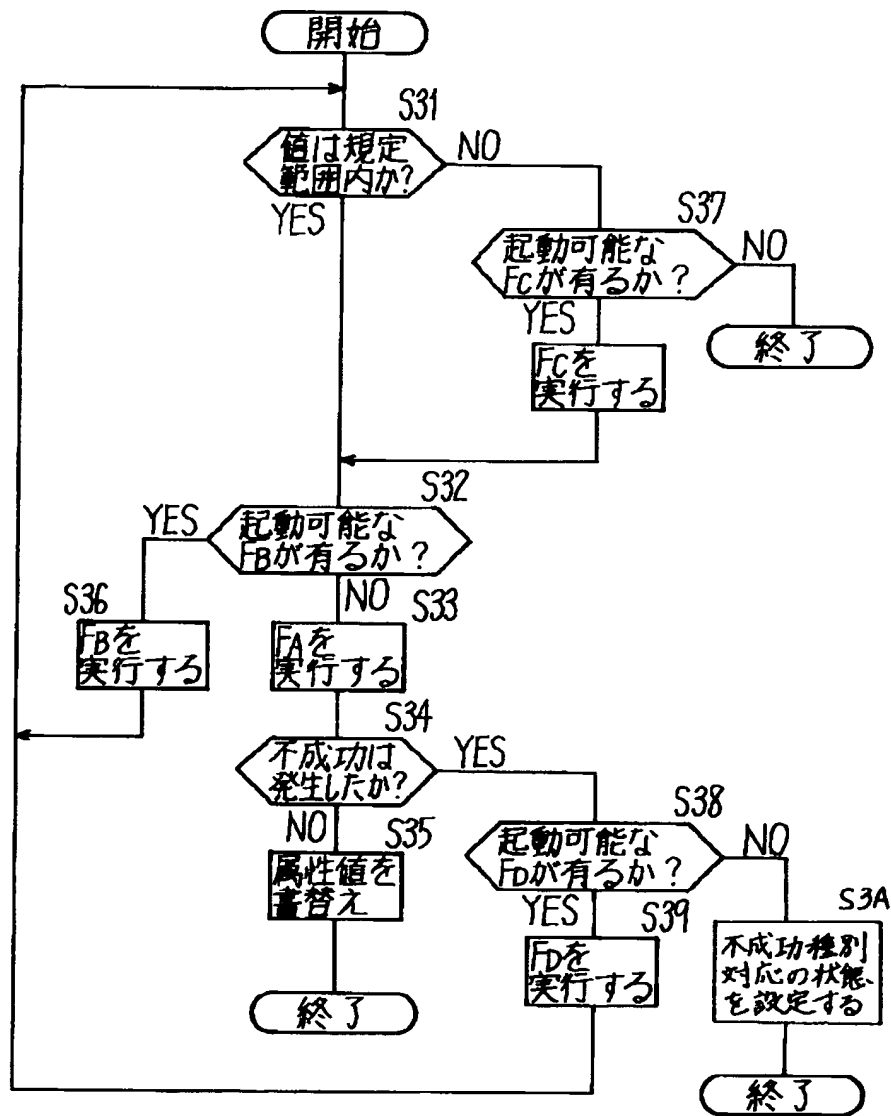 開始
S31
値は規定
範囲内か?
NO
YES
S37
起動可能な
FCが有るか?
NO
YES
終了
FCを
実行する
S32
起動可能な
FBが有るか?
YES
NO
S36
FBを
実行する
S33
FAを
実行する
S34
不成功は
発生したか?
YES
NO
S35
属性値を
書替え
終了
S38
起動可能な
FDが有るか?
NO
YES
S39
FDを
実行する
S3A
不成功種別
対応の状態
を設定する
終了